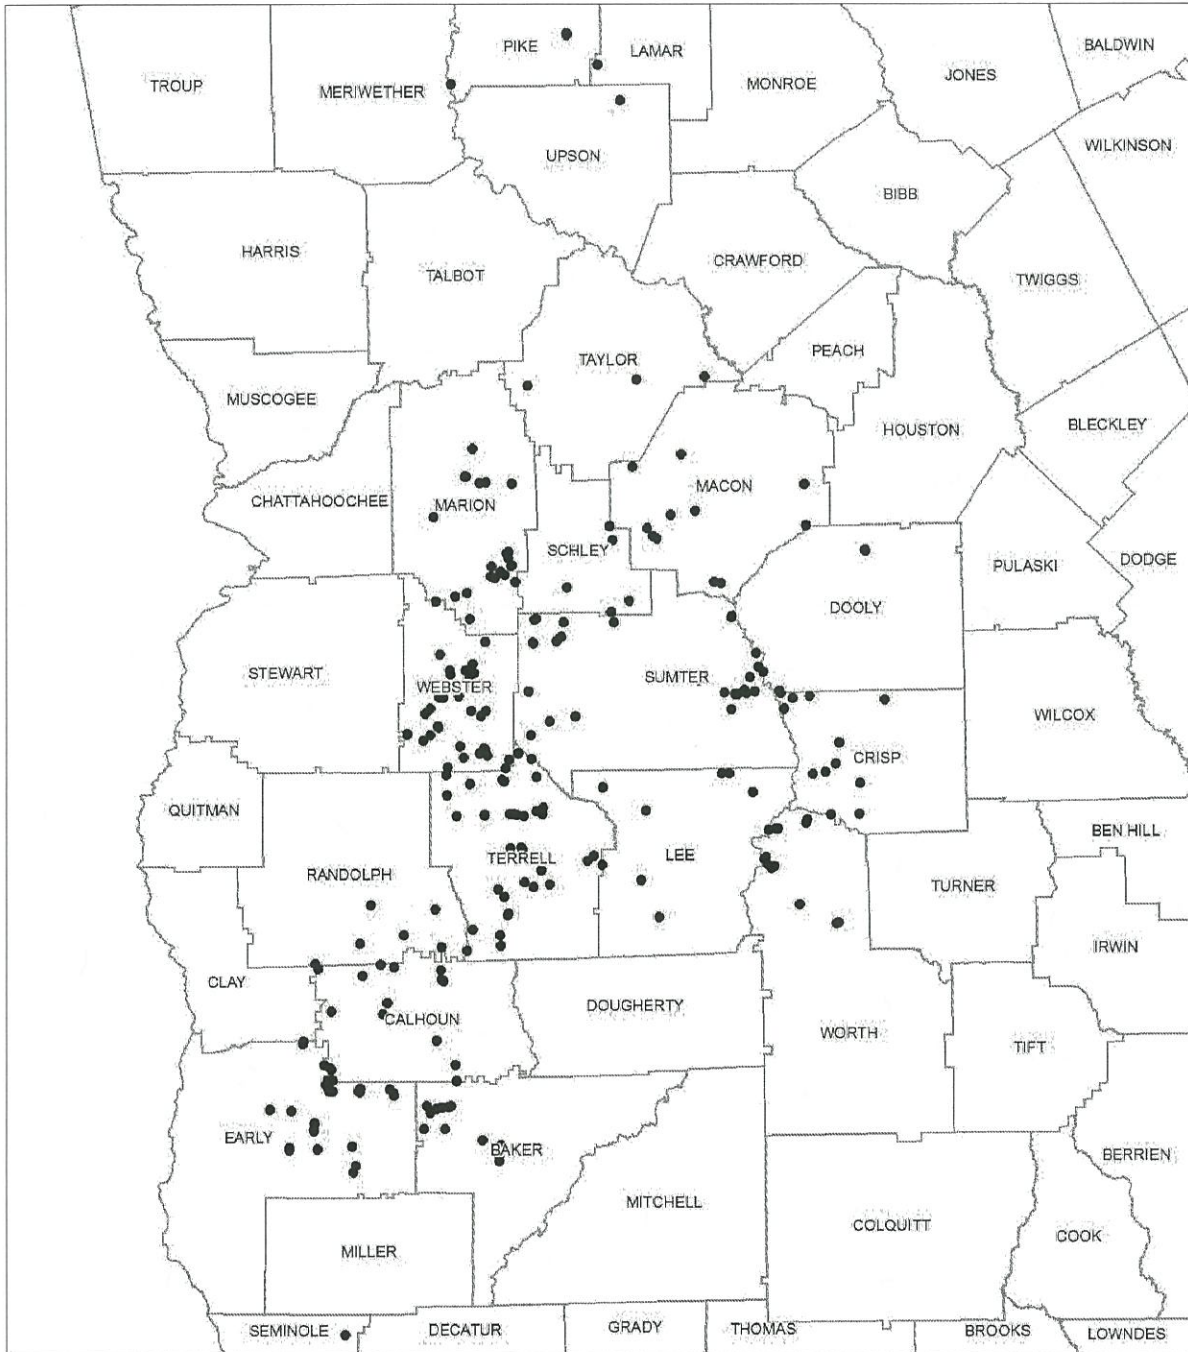 PIKE
LAMAR
BALDWIN
TROUP
MERIWETHER
MONROE
JONES
UPSON
WILKINSON
BIBB
HARRIS
TALBOT
CRAWFORD
TWIGGS
TAYLOR
PEACH
MUSCOGEE
HOUSTON
BLECKLEY
CHATTAHOOCHEE
MARION
MACON
SCHLEY
PULASKI
DODGE
DOOLY
STEWART
WEBSTER
SUMTER
WILCOX
CRISP
QUITMAN
BEN HILL
RANDOLPH
TERRELL
LEE
TURNER
IRWIN
CLAY
CALHOUN
DOUGHERTY
WORTH
TIFT
EARLY
BAKER
BERRIEN
MITCHELL
COLQUITT
COOK
MILLER
SEMINOLE
DECATUR
GRADY
THOMAS
BROOKS
LOWNDES